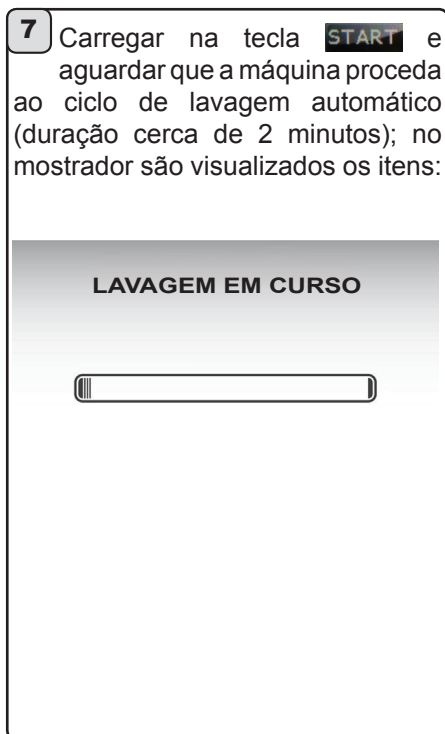 7 Carregar na tecla START e
aguardar que a máquina proceda
ao ciclo de lavagem automático
(duração cerca de 2 minutos); no
mostrador são visualizados os itens:
LAVAGEM EM CURSO